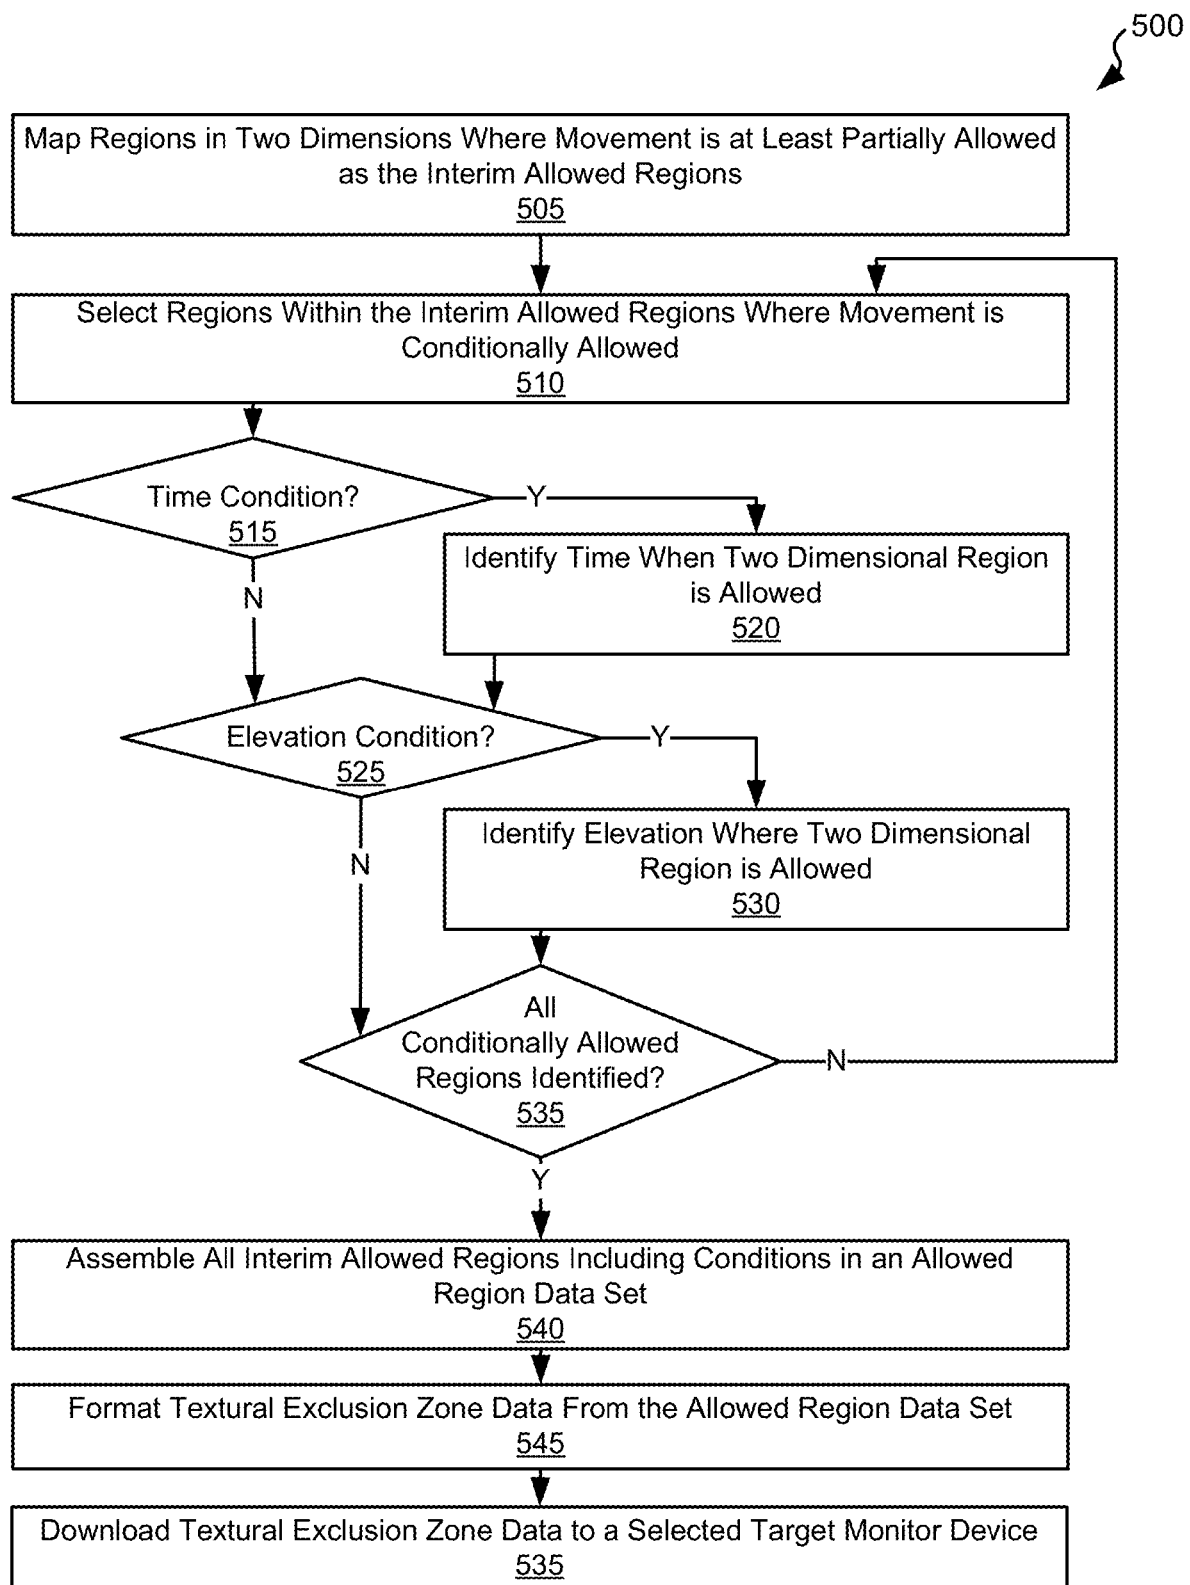 500
Map Regions in Two Dimensions Where Movement is at Least Partially Allowed
as the Interim Allowed Regions
505
Select Regions Within the Interim Allowed Regions Where Movement is
Conditionally Allowed
510
Time Condition?
515
Y
N
Identify Time When Two Dimensional Region
is Allowed
520
Elevation Condition?
525
Y
N
Identify Elevation Where Two Dimensional
Region is Allowed
530
All
Conditionally Allowed
Regions Identified?
535
N
Y
Assemble All Interim Allowed Regions Including Conditions in an Allowed
Region Data Set
540
Format Textural Exclusion Zone Data From the Allowed Region Data Set
545
Download Textural Exclusion Zone Data to a Selected Target Monitor Device
535